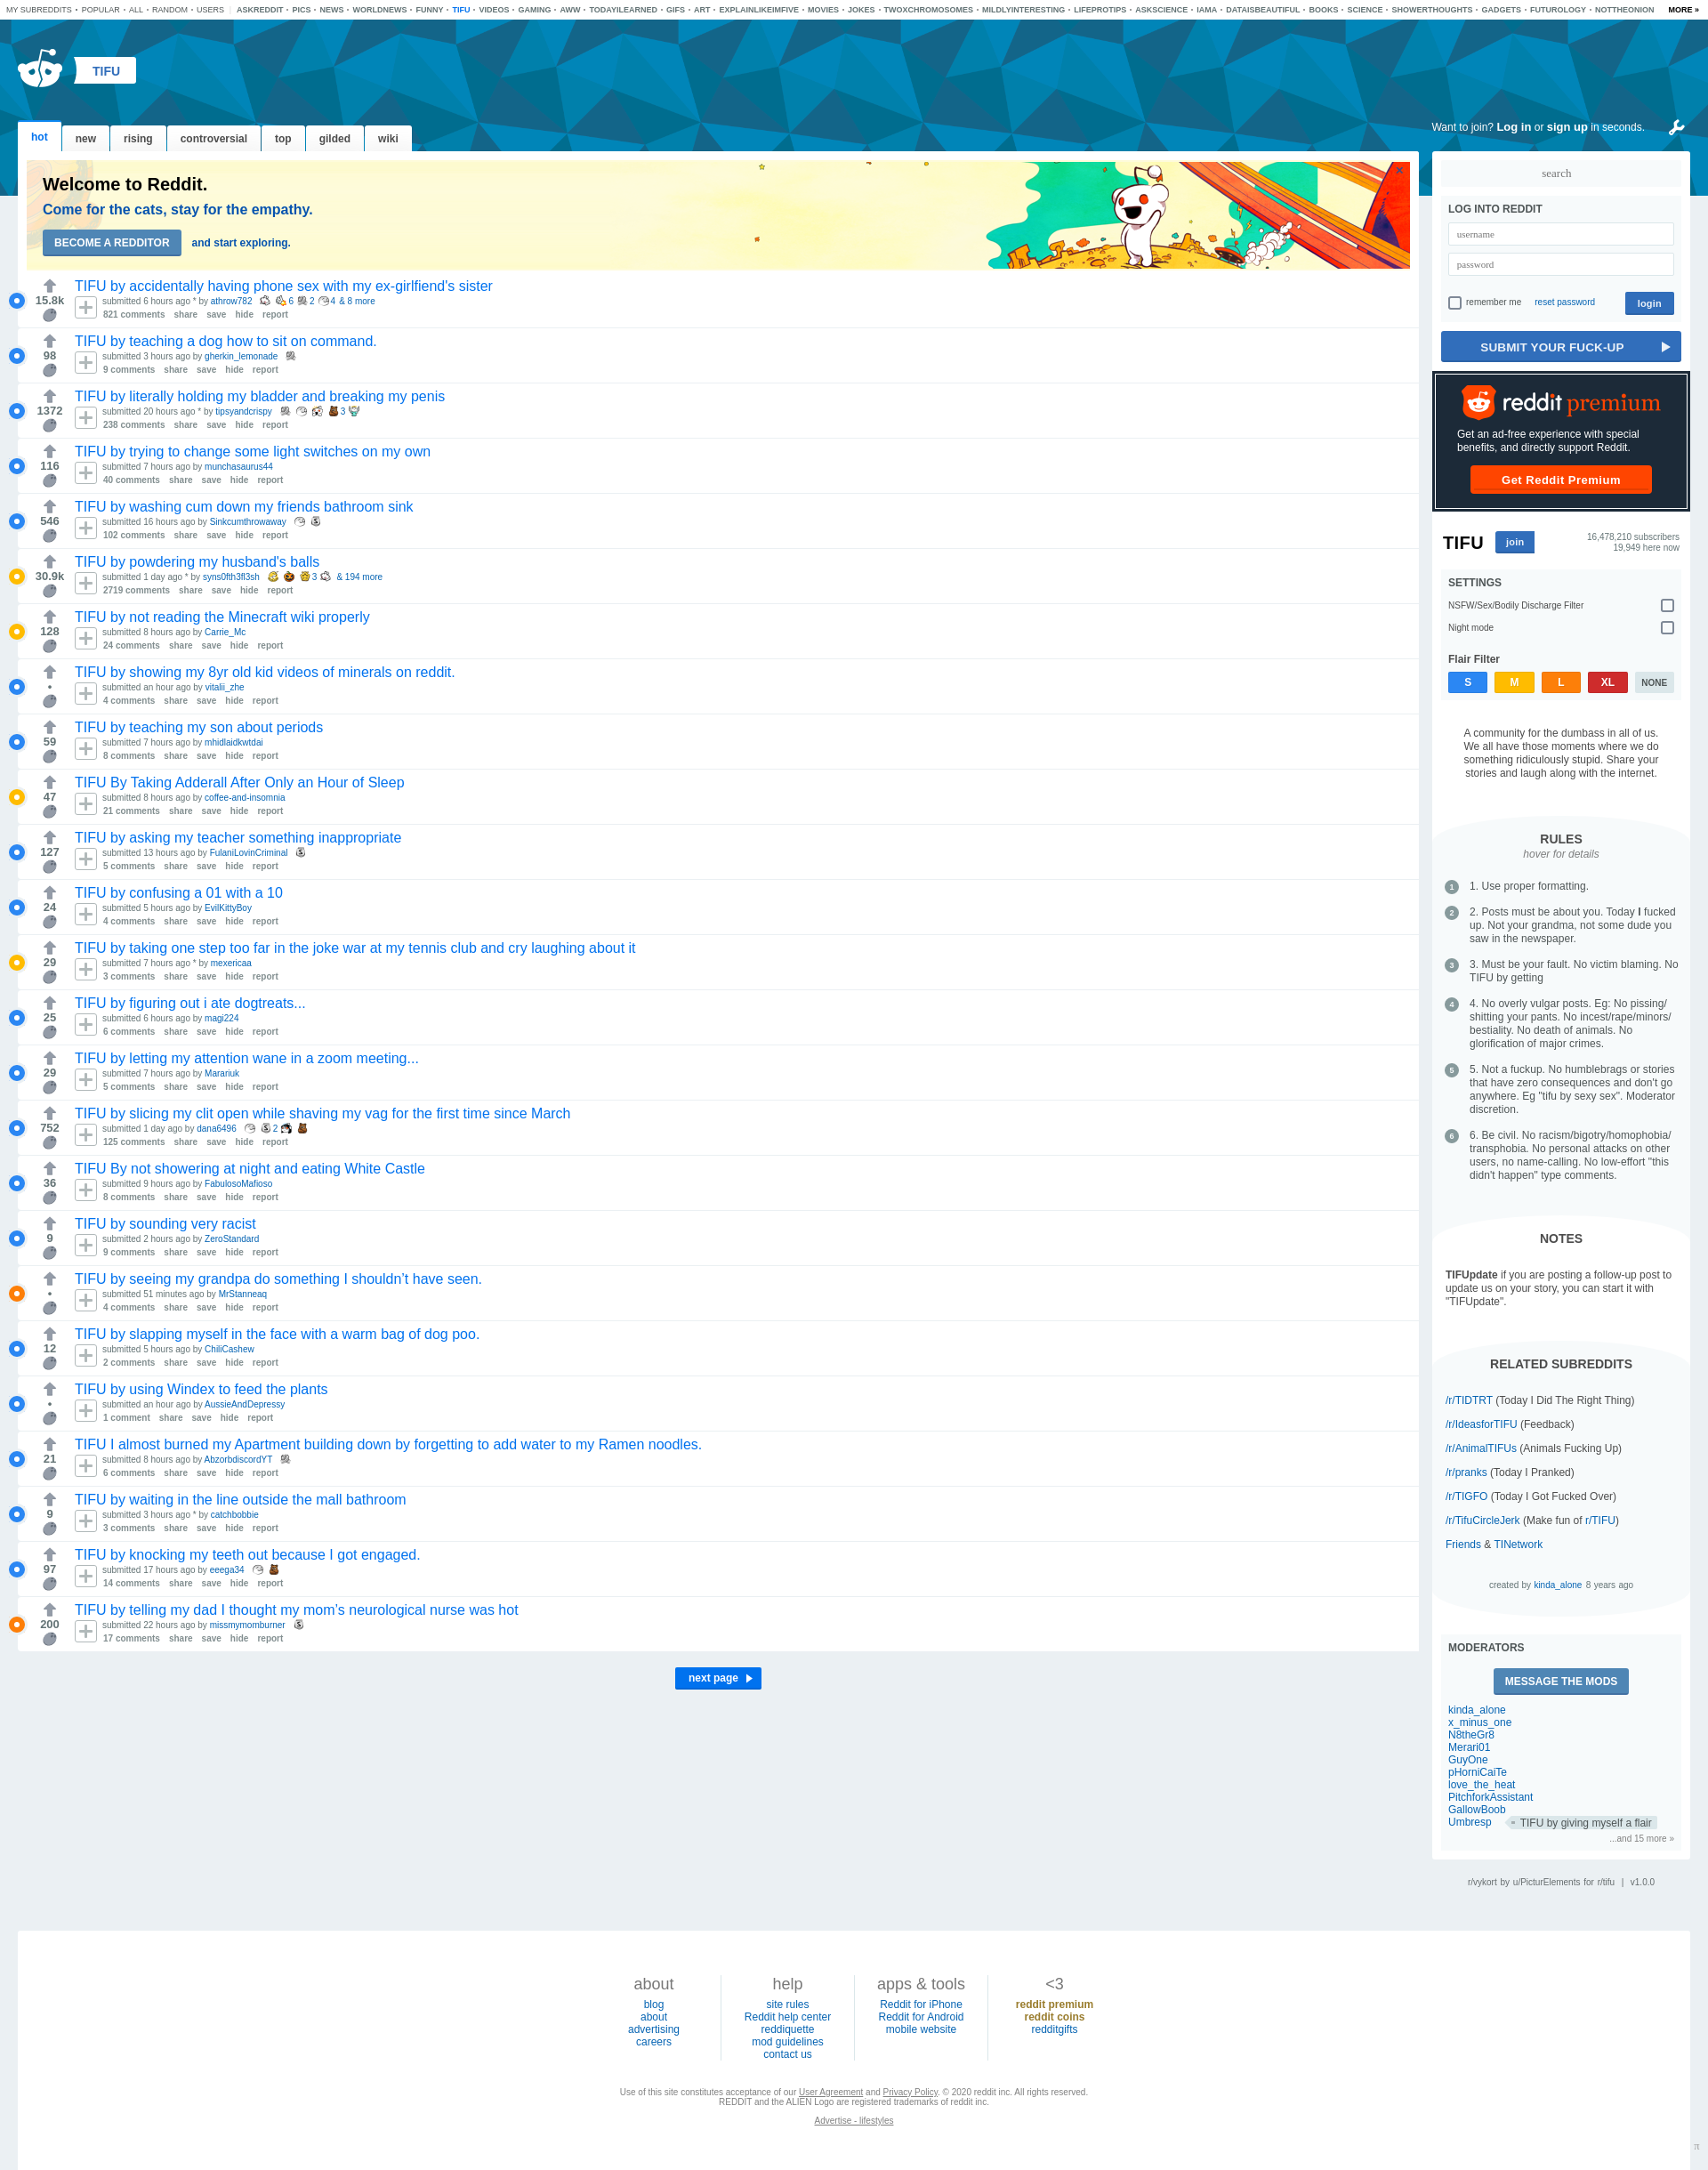 MY SUBREDDITS • POPULAR • ALL • RANDOM • USERS | ASKREDDIT • PICS • NEWS • WORLDNEWS • FUNNY • TIFU • VIDEOS • GAMING • AWW • TODAYILEARNED • GIFS • ART • EXPLAINLIKEIMFIVE • MOVIES • JOKES • TWOXCHROMOSOMES • MILDLYINTERESTING • LIFEPROTIPS • ASKSCIENCE • IAMA • DATAISBEAUTIFUL • BOOKS • SCIENCE • SHOWERTHOUGHTS • GADGETS • FUTUROLOGY • NOTTHEONION MORE »
TIFU
hot new rising controversial top gilded wiki
Want to join? Log in or sign up in seconds.
Welcome to Reddit.
Come for the cats, stay for the empathy.
BECOME A REDDITOR and start exploring.
TIFU by accidentally having phone sex with my ex-girlfiend's sister
15.8k submitted 6 hours ago * by athrow782 6 2 4 & 8 more
821 comments share save hide report
TIFU by teaching a dog how to sit on command.
98 submitted 3 hours ago by gherkin_lemonade
9 comments share save hide report
TIFU by literally holding my bladder and breaking my penis
1372 submitted 20 hours ago * by tipsyandcrispy 3
238 comments share save hide report
TIFU by trying to change some light switches on my own
116 submitted 7 hours ago by munchasaurus44
40 comments share save hide report
TIFU by washing cum down my friends bathroom sink
546 submitted 16 hours ago by Sinkcumthrowaway
102 comments share save hide report
TIFU by powdering my husband's balls
30.9k submitted 1 day ago * by syns0fth3fl3sh 3 & 194 more
2719 comments share save hide report
TIFU by not reading the Minecraft wiki properly
128 submitted 8 hours ago by Carrie_Mc
24 comments share save hide report
TIFU by showing my 8yr old kid videos of minerals on reddit.
• submitted an hour ago by vitalii_zhe
4 comments share save hide report
TIFU by teaching my son about periods
59 submitted 7 hours ago by mhidlaidkwtdai
8 comments share save hide report
TIFU By Taking Adderall After Only an Hour of Sleep
47 submitted 8 hours ago by coffee-and-insomnia
21 comments share save hide report
TIFU by asking my teacher something inappropriate
127 submitted 13 hours ago by FulaniLovinCriminal
5 comments share save hide report
TIFU by confusing a 01 with a 10
24 submitted 5 hours ago by EvilKittyBoy
4 comments share save hide report
TIFU by taking one step too far in the joke war at my tennis club and cry laughing about it
29 submitted 7 hours ago * by mexericaa
3 comments share save hide report
TIFU by figuring out i ate dogtreats...
25 submitted 6 hours ago by magi224
6 comments share save hide report
TIFU by letting my attention wane in a zoom meeting...
29 submitted 7 hours ago by Marariuk
5 comments share save hide report
TIFU by slicing my clit open while shaving my vag for the first time since March
752 submitted 1 day ago by dana6496 2
125 comments share save hide report
TIFU By not showering at night and eating White Castle
36 submitted 9 hours ago by FabulosoMafioso
8 comments share save hide report
TIFU by sounding very racist
9 submitted 2 hours ago by ZeroStandard
9 comments share save hide report
TIFU by seeing my grandpa do something I shouldn’t have seen.
• submitted 51 minutes ago by MrStanneaq
4 comments share save hide report
TIFU by slapping myself in the face with a warm bag of dog poo.
12 submitted 5 hours ago by ChiliCashew
2 comments share save hide report
TIFU by using Windex to feed the plants
• submitted an hour ago by AussieAndDepressy
1 comment share save hide report
TIFU I almost burned my Apartment building down by forgetting to add water to my Ramen noodles.
21 submitted 8 hours ago by AbzorbdiscordYT
6 comments share save hide report
TIFU by waiting in the line outside the mall bathroom
9 submitted 3 hours ago * by catchbobbie
3 comments share save hide report
TIFU by knocking my teeth out because I got engaged.
97 submitted 17 hours ago by eeega34
14 comments share save hide report
TIFU by telling my dad I thought my mom’s neurological nurse was hot
200 submitted 22 hours ago by missmymomburner
17 comments share save hide report
next page
search
LOG INTO REDDIT
username
password
remember me reset password login
SUBMIT YOUR FUCK-UP
reddit premium
Get an ad-free experience with special
benefits, and directly support Reddit.
Get Reddit Premium
TIFU join
16,478,210 subscribers
19,949 here now
SETTINGS
NSFW/Sex/Bodily Discharge Filter
Night mode
Flair Filter
S M L XL NONE
A community for the dumbass in all of us.
We all have those moments where we do
something ridiculously stupid. Share your
stories and laugh along with the internet.
RULES
hover for details
1 1. Use proper formatting.
2 2. Posts must be about you. Today I fucked
up. Not your grandma, not some dude you
saw in the newspaper.
3 3. Must be your fault. No victim blaming. No
TIFU by getting
4 4. No overly vulgar posts. Eg: No pissing/
shitting your pants. No incest/rape/minors/
bestiality. No death of animals. No
glorification of major crimes.
5 5. Not a fuckup. No humblebrags or stories
that have zero consequences and don't go
anywhere. Eg "tifu by sexy sex". Moderator
discretion.
6 6. Be civil. No racism/bigotry/homophobia/
transphobia. No personal attacks on other
users, no name-calling. No low-effort "this
didn't happen" type comments.
NOTES
TIFUpdate if you are posting a follow-up post to
update us on your story, you can start it with
"TIFUpdate".
RELATED SUBREDDITS
/r/TIDTRT (Today I Did The Right Thing)
/r/IdeasforTIFU (Feedback)
/r/AnimalTIFUs (Animals Fucking Up)
/r/pranks (Today I Pranked)
/r/TIGFO (Today I Got Fucked Over)
/r/TifuCircleJerk (Make fun of r/TIFU)
Friends & TINetwork
created by kinda_alone 8 years ago
MODERATORS
MESSAGE THE MODS
kinda_alone
x_minus_one
N8theGr8
Merari01
GuyOne
pHorniCaiTe
love_the_heat
PitchforkAssistant
GallowBoob
Umbresp TIFU by giving myself a flair
...and 15 more »
r/vykort by u/PicturElements for r/tifu | v1.0.0
about
blog
about
advertising
careers
help
site rules
Reddit help center
reddiquette
mod guidelines
contact us
apps & tools
Reddit for iPhone
Reddit for Android
mobile website
<3
reddit premium
reddit coins
redditgifts
Use of this site constitutes acceptance of our User Agreement and Privacy Policy. © 2020 reddit inc. All rights reserved.
REDDIT and the ALIEN Logo are registered trademarks of reddit inc.
Advertise - lifestyles
π